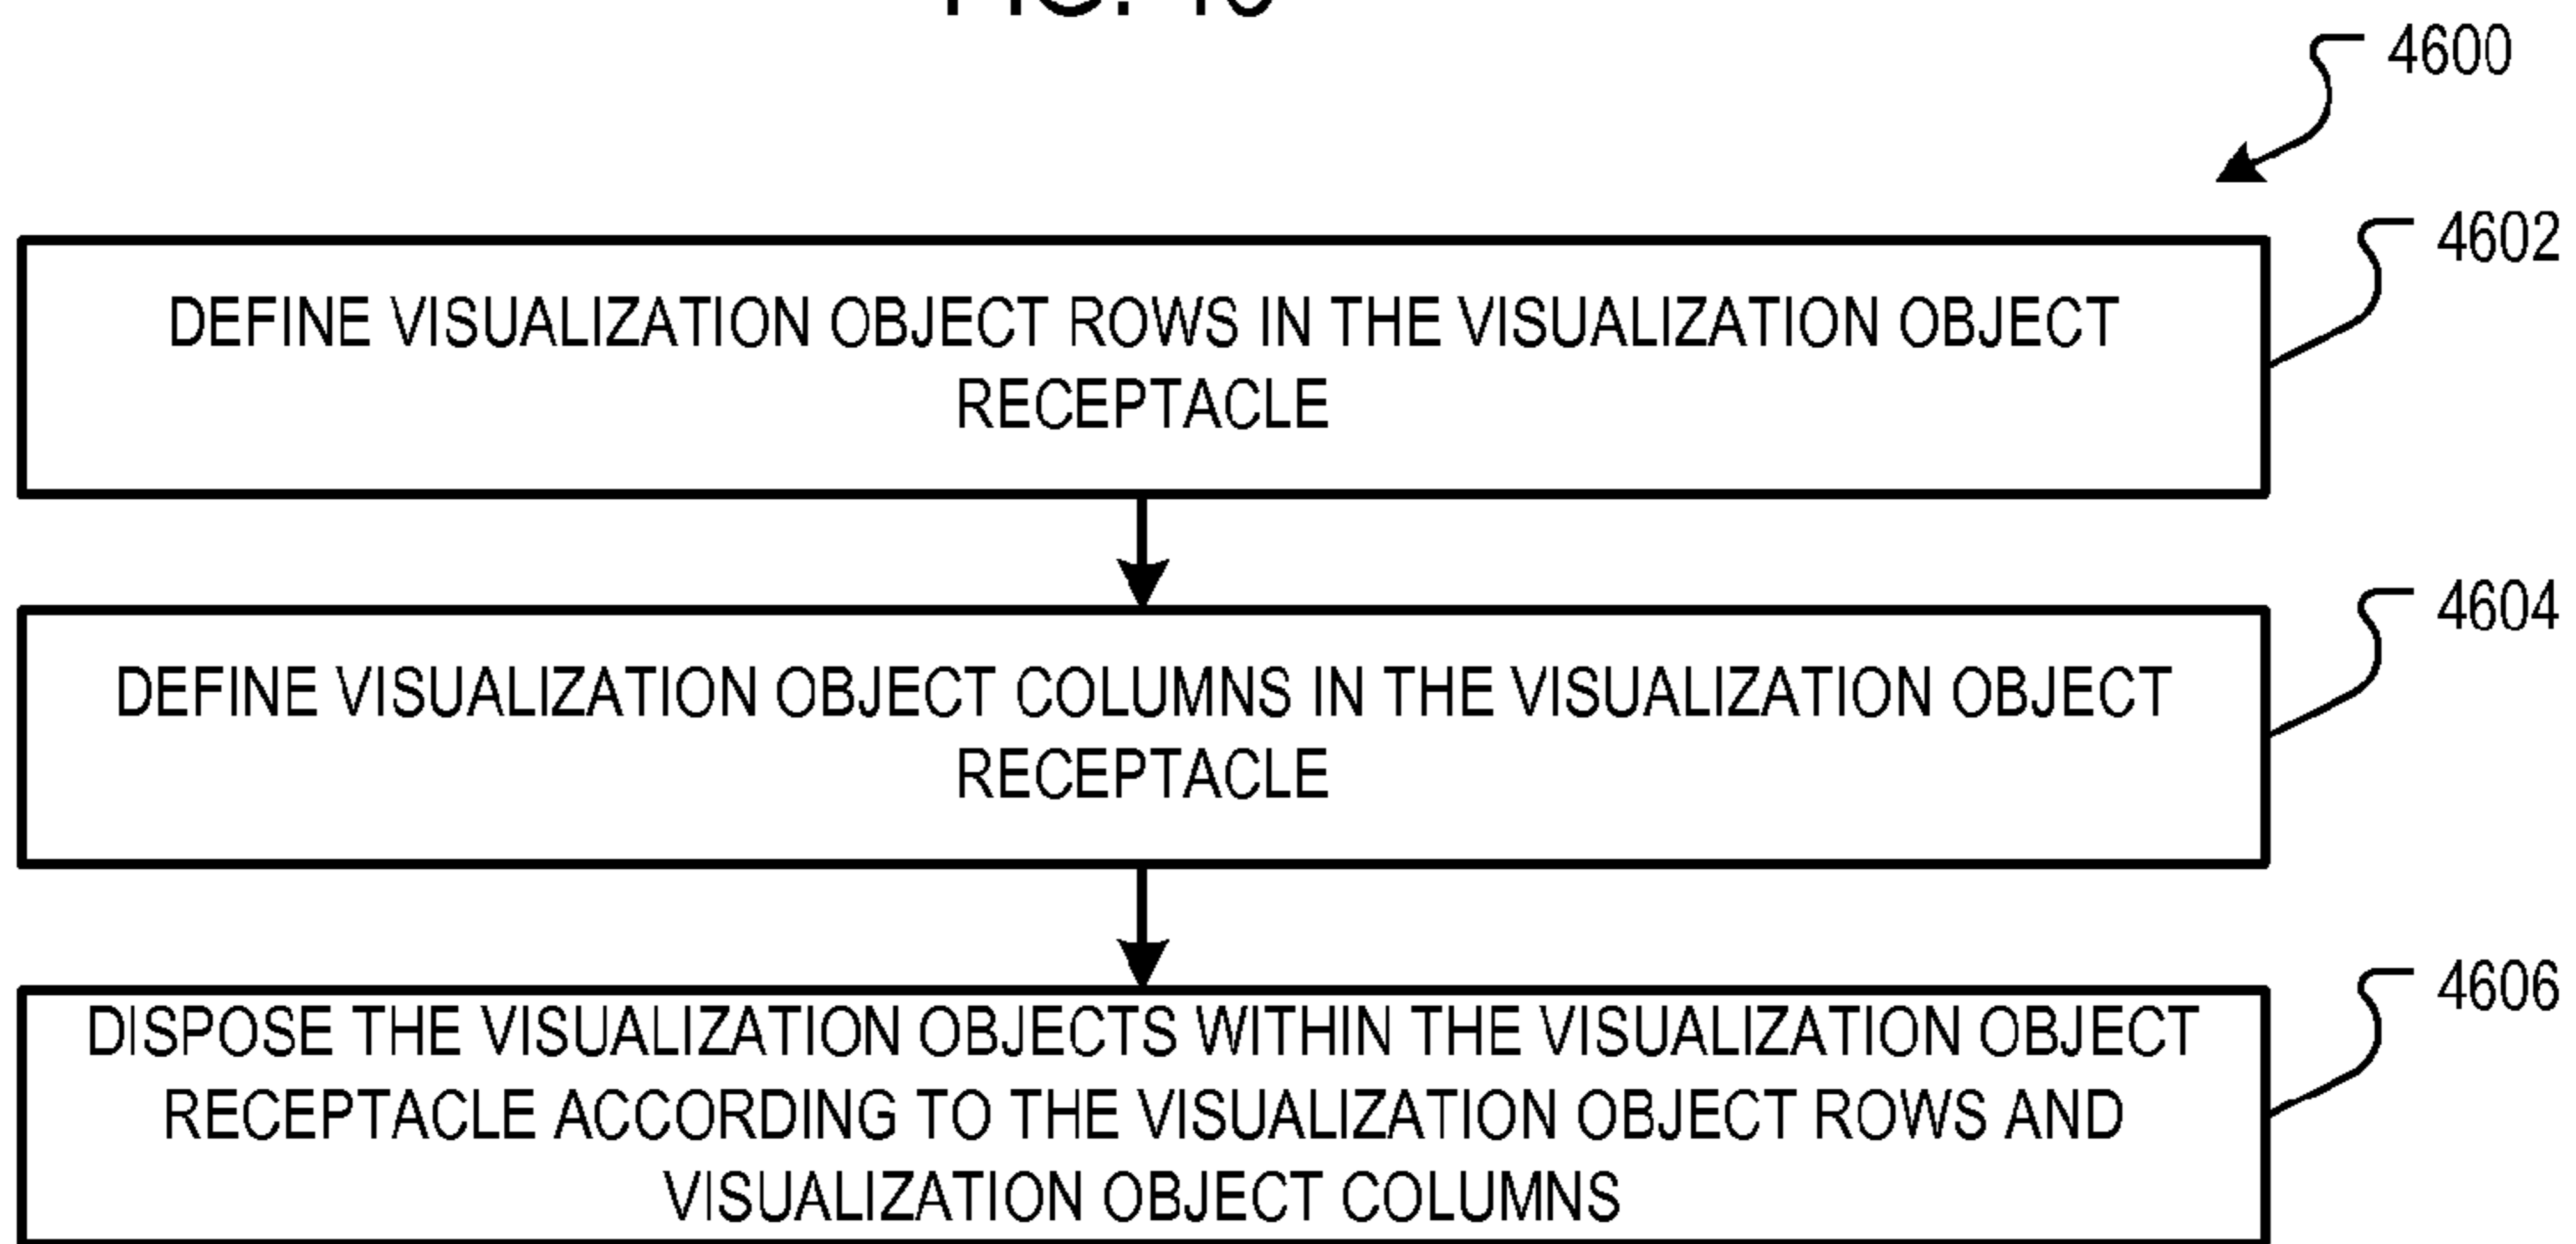 4600
4602
DEFINE VISUALIZATION OBJECT ROWS IN THE VISUALIZATION OBJECT
RECEPTACLE
4604
DEFINE VISUALIZATION OBJECT COLUMNS IN THE VISUALIZATION OBJECT
RECEPTACLE
4606
DISPOSE THE VISUALIZATION OBJECTS WITHIN THE VISUALIZATION OBJECT
RECEPTACLE ACCORDING TO THE VISUALIZATION OBJECT ROWS AND
VISUALIZATION OBJECT COLUMNS